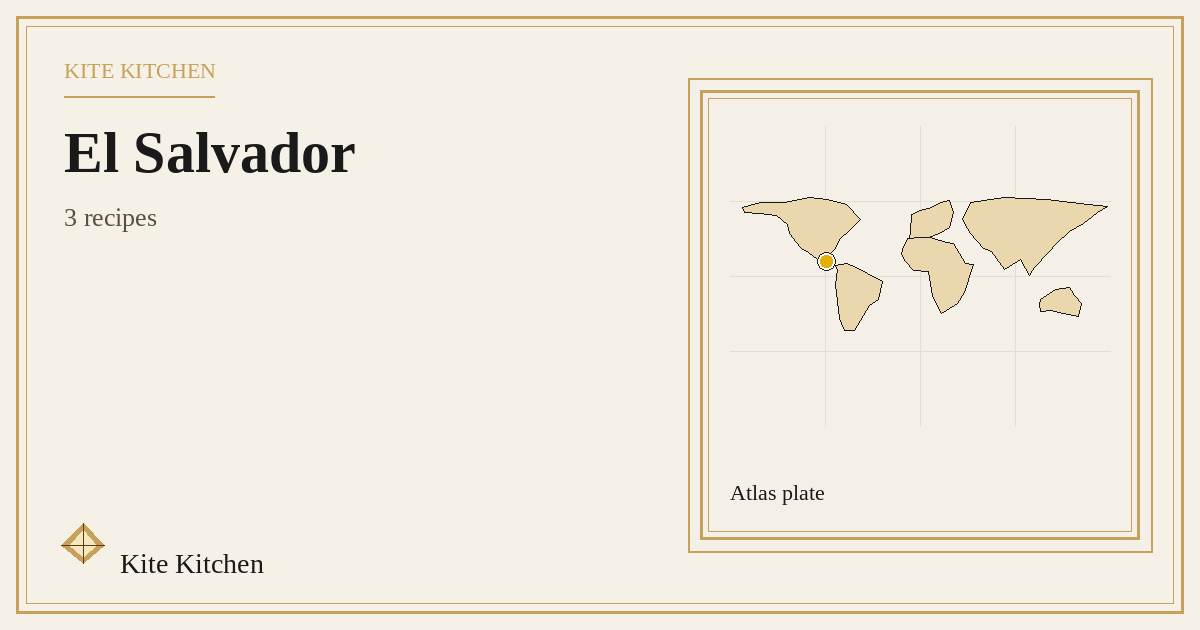 KITE KITCHEN
El Salvador
3 recipes
Atlas plate
Kite Kitchen